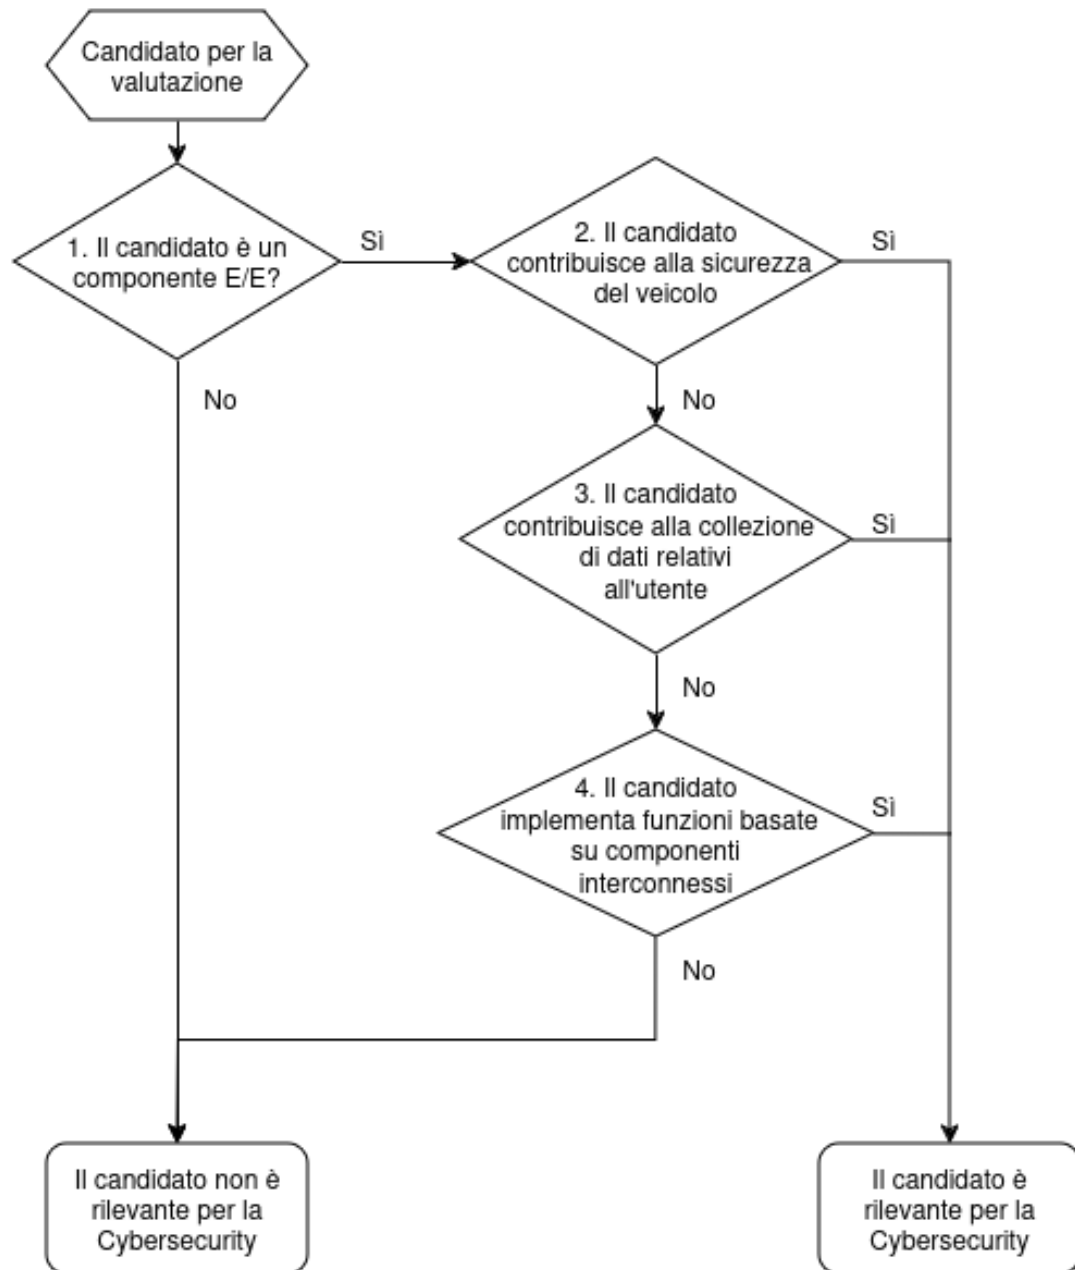 Candidato per la
valutazione
1. Il candidato è un
componente E/E?
Sì
2. Il candidato
contribuisce alla sicurezza
del veicolo
Sì
No
No
3. Il candidato
contribuisce alla collezione
di dati relativi
all'utente
Sì
No
4. Il candidato
implementa funzioni basate
su componenti
interconnessi
Sì
No
Il candidato non è
rilevante per la
Cybersecurity
Il candidato è
rilevante per la
Cybersecurity